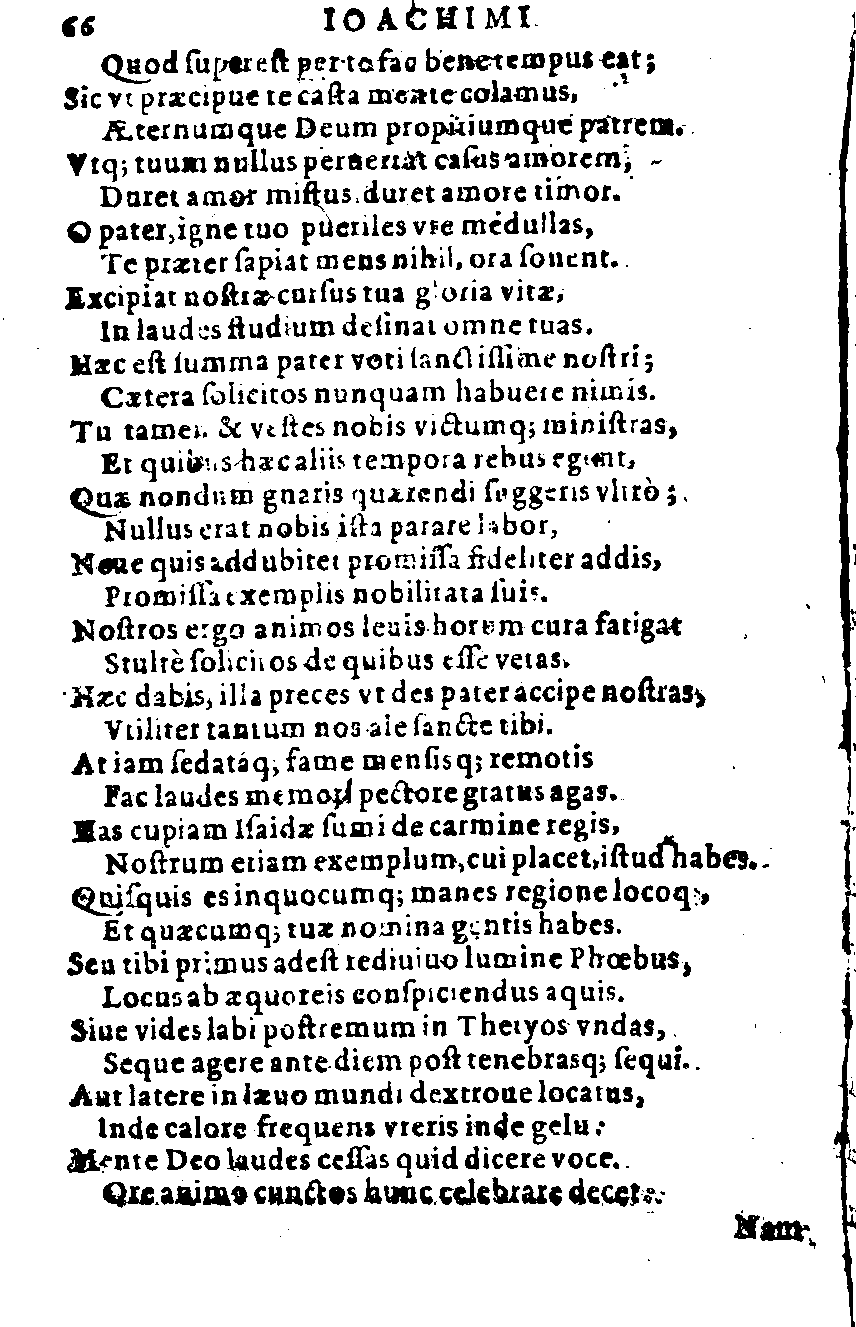 66 IOACHIMI
Quod ſupereſt per te fac bene tempus eat;
Sic vt præcipue te caſta mente colamus,
Æternumque Deum propitiumque patrem.
Vtq; tuum nullus peruertat caſus amorem;
Duret amor miſtus duret amore timor.
O pater, igne tuo pueriles vre medullas,
Te præter ſapiat mens nihil, ora ſonent.
Excipiat noſtræ curſus tua gloria vitæ,
In laudes ſtudium deſinat omne tuas.
Hæc eſt ſumma pater voti ſanctiſſime noſtri;
Cætera ſolicitos nunquam habuere nimis.
Tu tamen & veſtes nobis victumq; miniſtras,
Et quibus hæc aliis tempora rebus egent,
Quæ nondum gnaris quærendi ſuggeris vltrò;
Nullus erat nobis iſta parare labor,
Neue quis addubitet promiſſa fideliter addis,
Promiſſa exemplis nobilitata ſuis.
Noſtros ergo animos leuis horum cura fatigat
Stultè ſolicitos de quibus eſſe vetas.
Hæc dabis, illa preces vt des pater accipe noſtras,
Vtiliter tantum nos ale ſancte tibi.
At iam ſedatáq; fame menſisq; remotis
Fac laudes memori pectore gratus agas.
Has cupiam Iſaidæ ſumi de carmine regis,
Noſtrum etiam exemplum, cui placet, iſtud habes.
Quiſquis es inquocumq; manes regione locoq;,
Et quæcumq; tuæ nomina gentis habes.
Seu tibi primus adeſt rediuiuo lumine Phœbus,
Locus ab æquoreis conſpiciendus aquis.
Siue vides labi poſtremum in Thetyos vndas,
Seque agere ante diem poſt tenebrasq; ſequi.
Aut latere in læuo mundi dextroue locatus,
Inde calore frequens vreris inde gelu:
Mente Deo laudes ceſſas quid dicere voce.
Ore animo cunctos hunc celebrare decet.
Nam